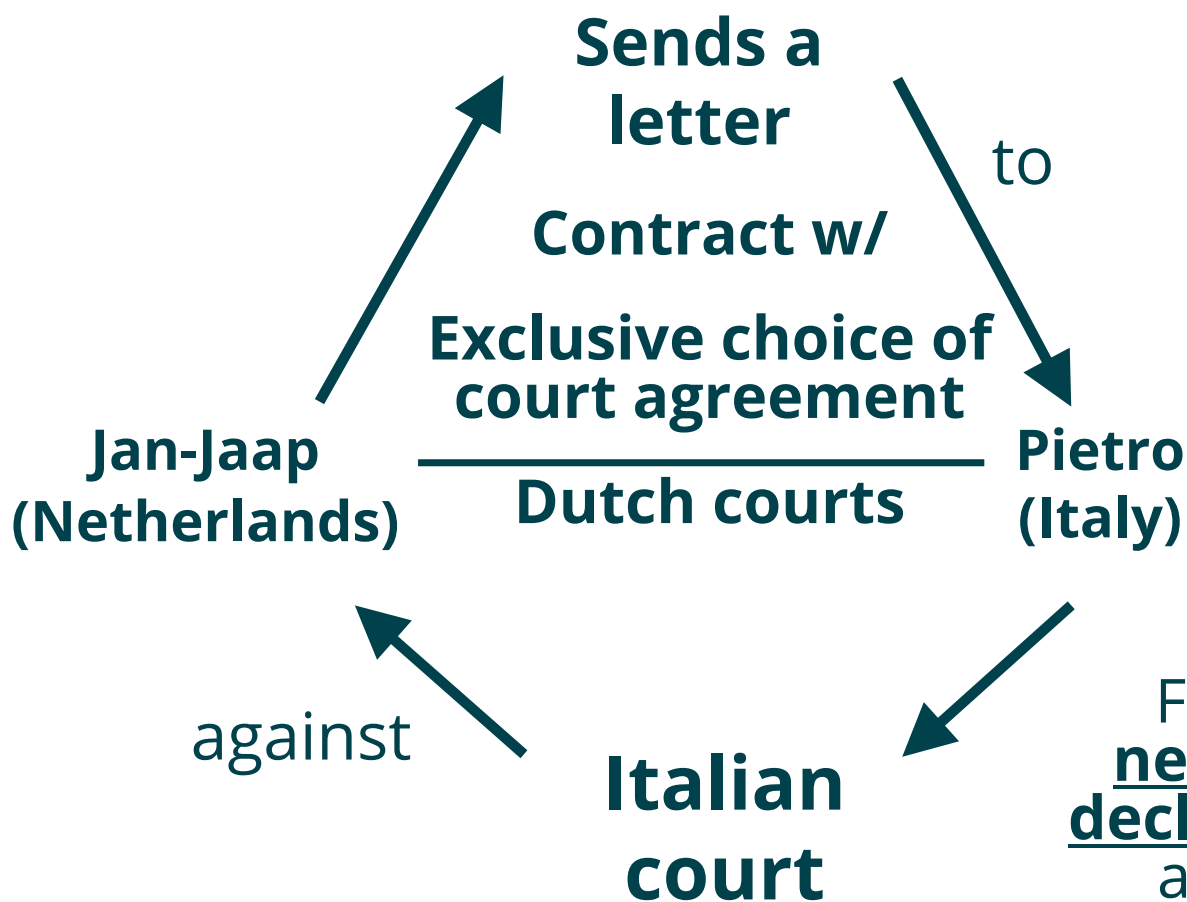 Sends a
letter
to
Contract w/
Exclusive choice of
court agreement
Jan-Jaap
(Netherlands)
Dutch courts
Pietro
(Italy)
against
Italian
court